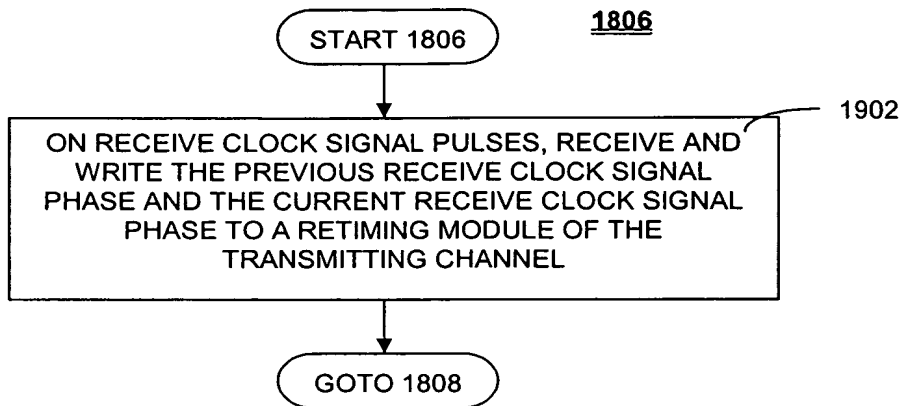 1806
START 1806
1902
ON RECEIVE CLOCK SIGNAL PULSES, RECEIVE AND
WRITE THE PREVIOUS RECEIVE CLOCK SIGNAL
PHASE AND THE CURRENT RECEIVE CLOCK SIGNAL
PHASE TO A RETIMING MODULE OF THE
TRANSMITTING CHANNEL
GOTO 1808